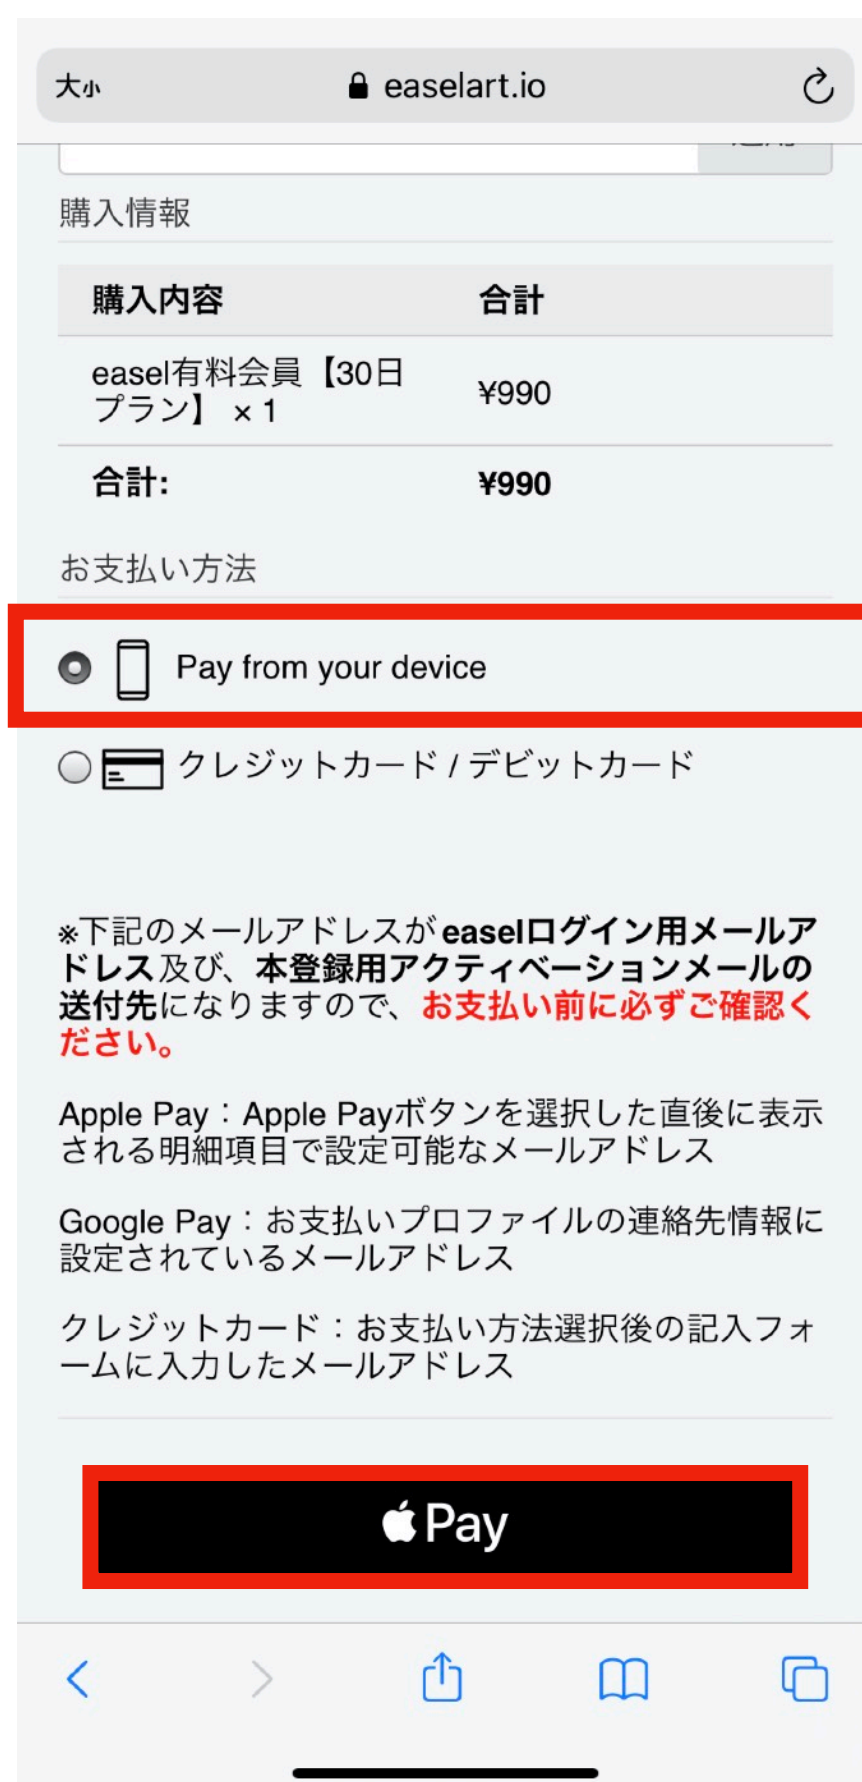 大小 easelart.io
購入情報
購入内容 合計
easel有料会員【30日
プラン】 × 1 ¥990
合計: ¥990
お支払い方法
Pay from your device
クレジットカード / デビットカード
※下記のメールアドレスがeaselログイン用メールア
ドレス及び、本登録用アクティベーションメールの
送付先になりますので、お支払い前に必ずご確認く
ださい。
Apple Pay：Apple Payボタンを選択した直後に表示
される明細項目で設定可能なメールアドレス
Google Pay：お支払いプロファイルの連絡先情報に
設定されているメールアドレス
クレジットカード：お支払い方法選択後の記入フォ
ームに入力したメールアドレス
Pay